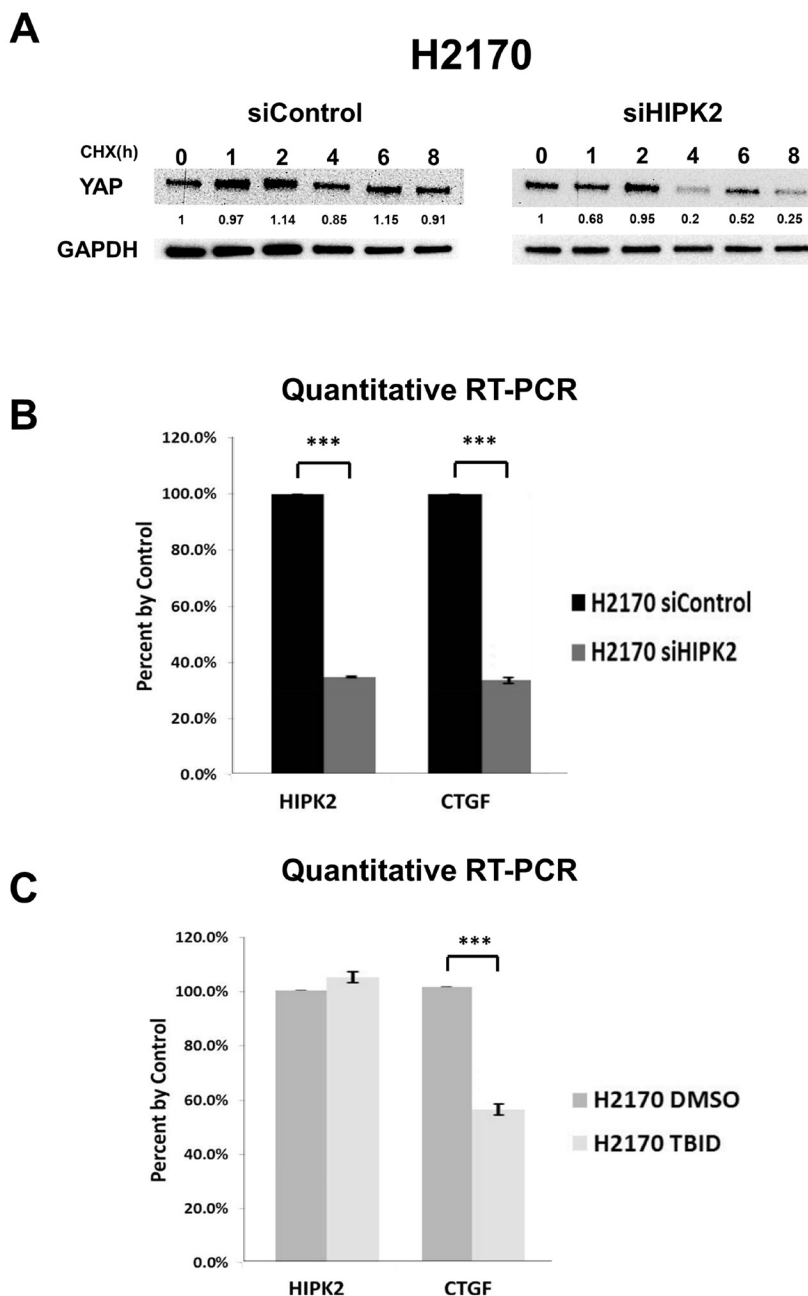 A
H2170
siControl siHIPK2
CHX(h) 0 1 2 4 6 8 0 1 2 4 6 8
YAP
1 0.97 1.14 0.85 1.15 0.91 1 0.68 0.95 0.2 0.52 0.25
GAPDH
B
Quantitative RT-PCR
120.0%
100.0%
80.0%
60.0%
40.0%
20.0%
0.0%
Percent by Control
*** ***
HIPK2 CTGF
H2170 siControl
H2170 siHIPK2
C
Quantitative RT-PCR
120.0%
100.0%
80.0%
60.0%
40.0%
20.0%
0.0%
Percent by Control
***
HIPK2 CTGF
H2170 DMSO
H2170 TBID